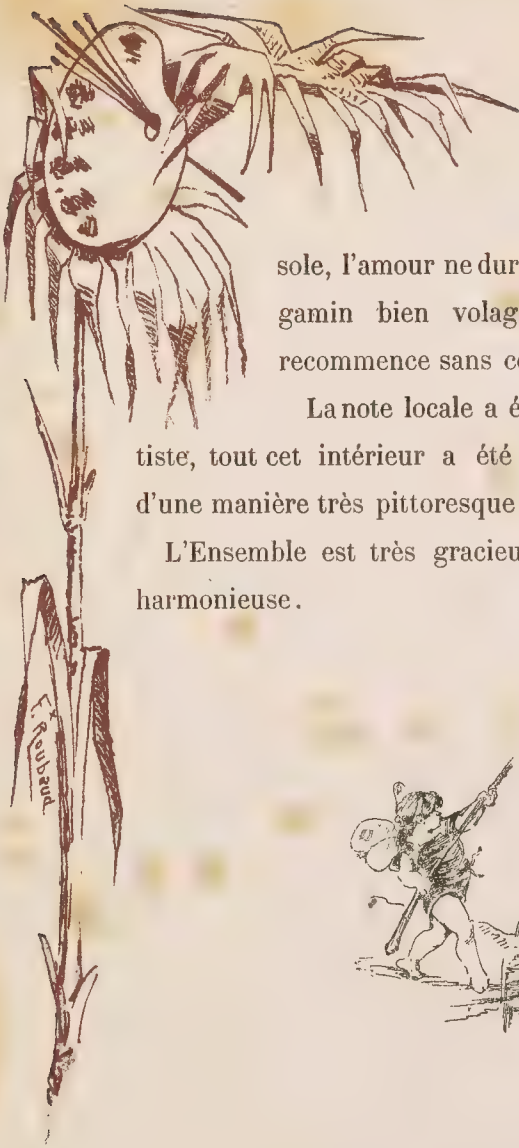 sole, l'amour ne dur
gamin bien volag
recommence sans c
La note locale a é
tiste, tout cet intérieur a été
d'une manière très pittoresque
L'Ensemble est très gracieu
harmonieuse.
Fx Roubaud